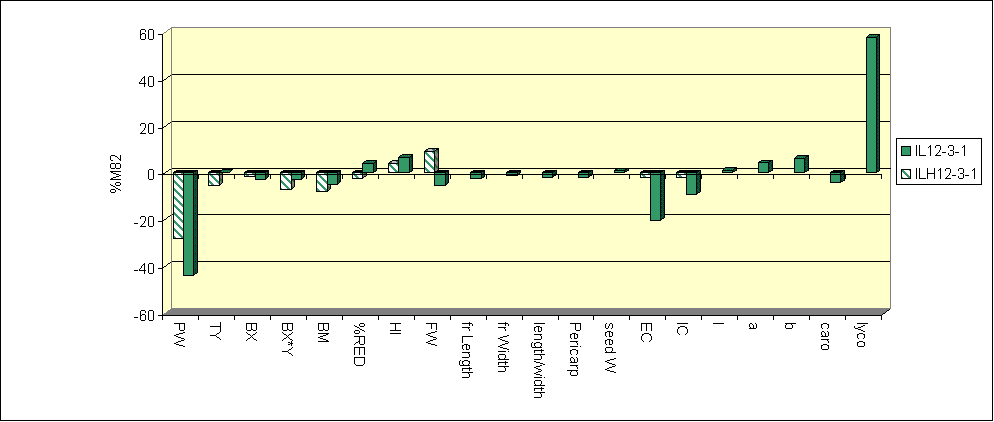 60
40
20
0
-20
-40
-60
%M82
PW
TY
BX
BX*Y
BM
%RED
HI
FW
fr Length
fr Width
length/width
Pericarp
seed W
EC
IC
l
a
b
caro
lyco
IL12-3-1
ILH12-3-1